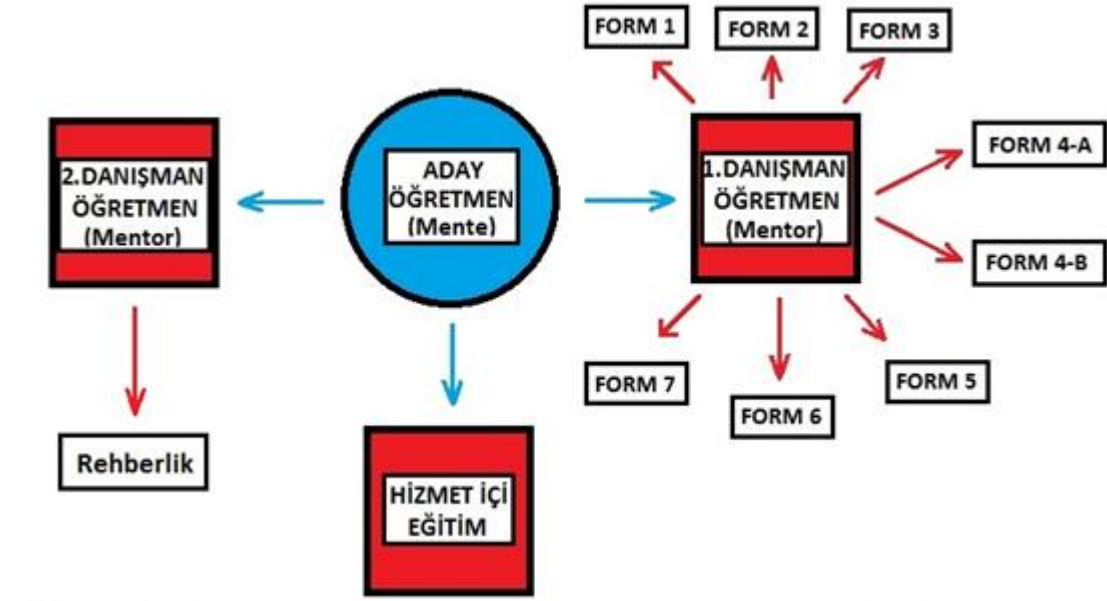 FORM 1
FORM 2
FORM 3
2.DANIŞMAN
ÖĞRETMEN
(Mentor)
ADAY
ÖĞRETMEN
(Mente)
1.DANIŞMAN
ÖĞRETMEN
(Mentor)
FORM 4-A
FORM 4-B
FORM 7
FORM 6
FORM 5
Rehberlik
HİZMET İÇİ
EĞİTİM